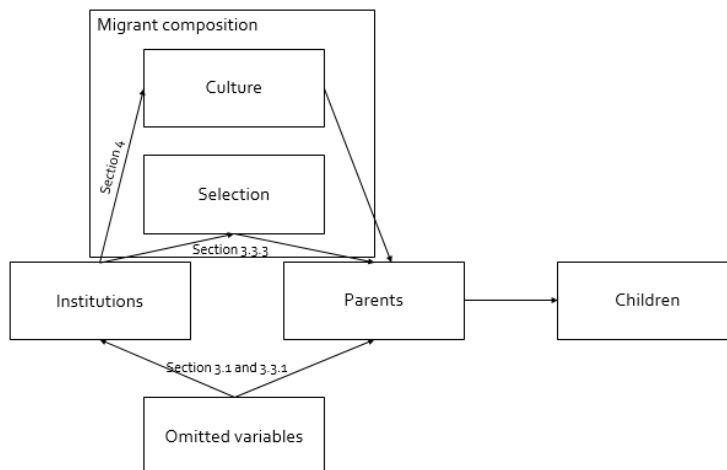 Migrant composition
Culture
Section 4
Selection
Section 3.3.3
Institutions
Parents
Children
Section 3.1 and 3.3.1
Omitted variables